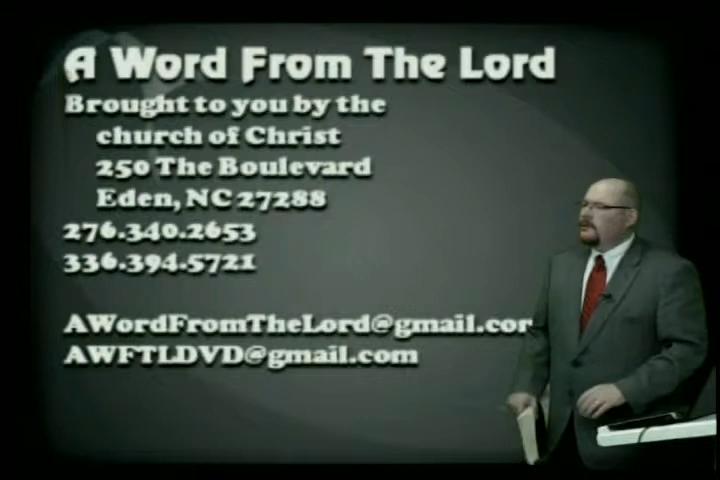 A Word From The Lord
Brought to you by the
church of Christ
250 The Boulevard
Eden, NC 27288
276.340.2653
336.394.5721
AWordFromTheLord@gmail.com
AWFTLDVD@gmail.com